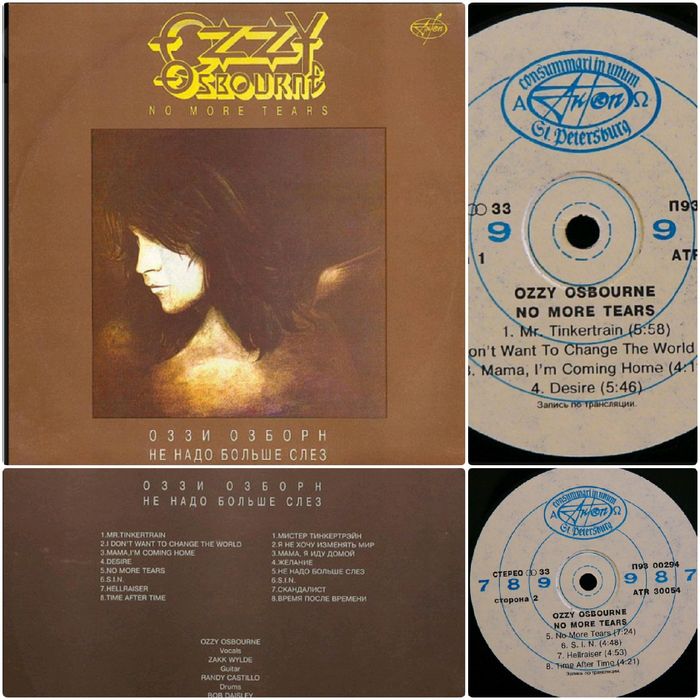 OZZY
OSBOURNE
NO MORE TEARS
Антоп
ОЗЗИ ОЗБОРН
НЕ НАДО БОЛЬШЕ СЛЕЗ
consummari in unum
Α Антоп Ω
St. Petersburg
33 П93
9 9
1 ATR
OZZY OSBOURNE
NO MORE TEARS
1. Mr. Tinkertrain (5:58)
on't Want To Change The World
3. Mama, I'm Coming Home (4:1
4. Desire (5:46)
Запись по трансляции.
ОЗЗИ ОЗБОРН
НЕ НАДО БОЛЬШЕ СЛЕЗ
1.MR.TINKERTRAIN
2.I DON'T WANT TO CHANGE THE WORLD
3.MAMA,I'M COMING HOME
4.DESIRE
5.NO MORE TEARS
6.S.I.N.
7.HELLRAISER
8.TIME AFTER TIME
1.МИСТЕР ТИНКЕРТРЭЙН
2.Я НЕ ХОЧУ ИЗМЕНЯТЬ МИР
3.МАМА, Я ИДУ ДОМОЙ
4.ЖЕЛАНИЕ
5.НЕ НАДО БОЛЬШЕ СЛЕЗ
6.S.I.N.
7.СКАНДАЛИСТ
8.ВРЕМЯ ПОСЛЕ ВРЕМЕНИ
OZZY OSBOURNE
Vocals
ZAKK WYLDE
Guitar
RANDY CASTILLO
Drums
BOB DAISLEY
consummari in unum
Α Антоп Ω
St. Petersburg
СТЕРЕО 33 П93 00294
7 8 9 9 8 7
сторона 2 ATR 30054
OZZY OSBOURNE
NO MORE TEARS
5. No More Tears (7:24)
6. S. I. N. (4:48)
7. Hellraiser (4:53)
8. Time After Time (4:21)
Запись по трансляции.